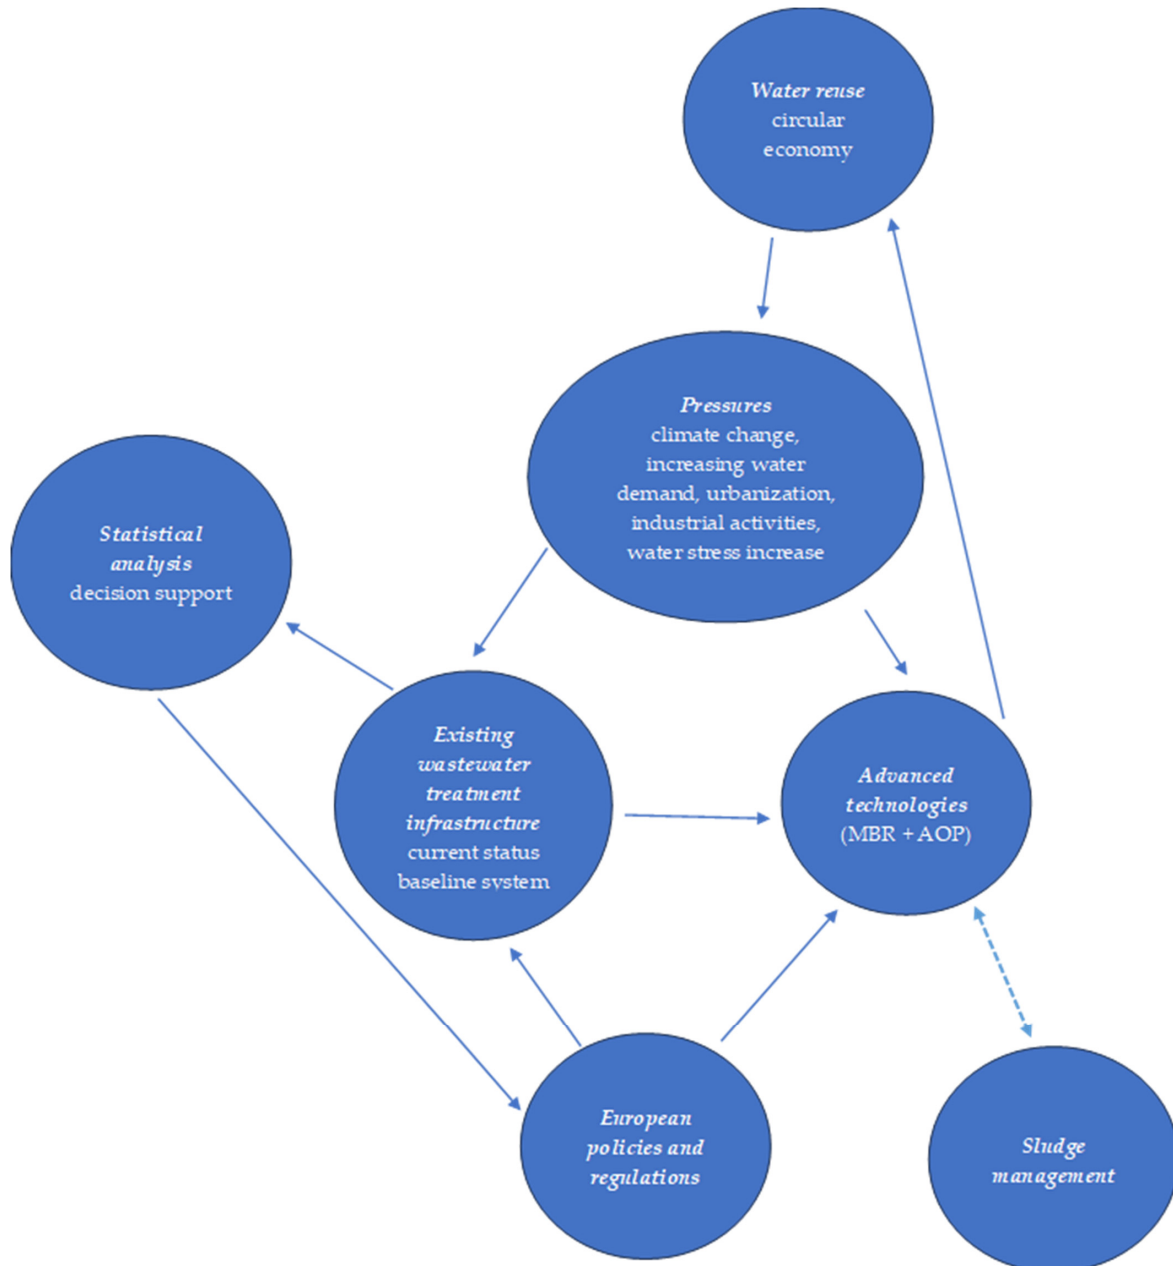 Water reuse
circular
economy
Pressures
climate change,
increasing water
demand, urbanization,
industrial activities,
water stress increase
Statistical
analysis
decision support
Existing
wastewater
treatment
infrastructure
current status
baseline system
Advanced
technologies
(MBR + AOP)
European
policies and
regulations
Sludge
management